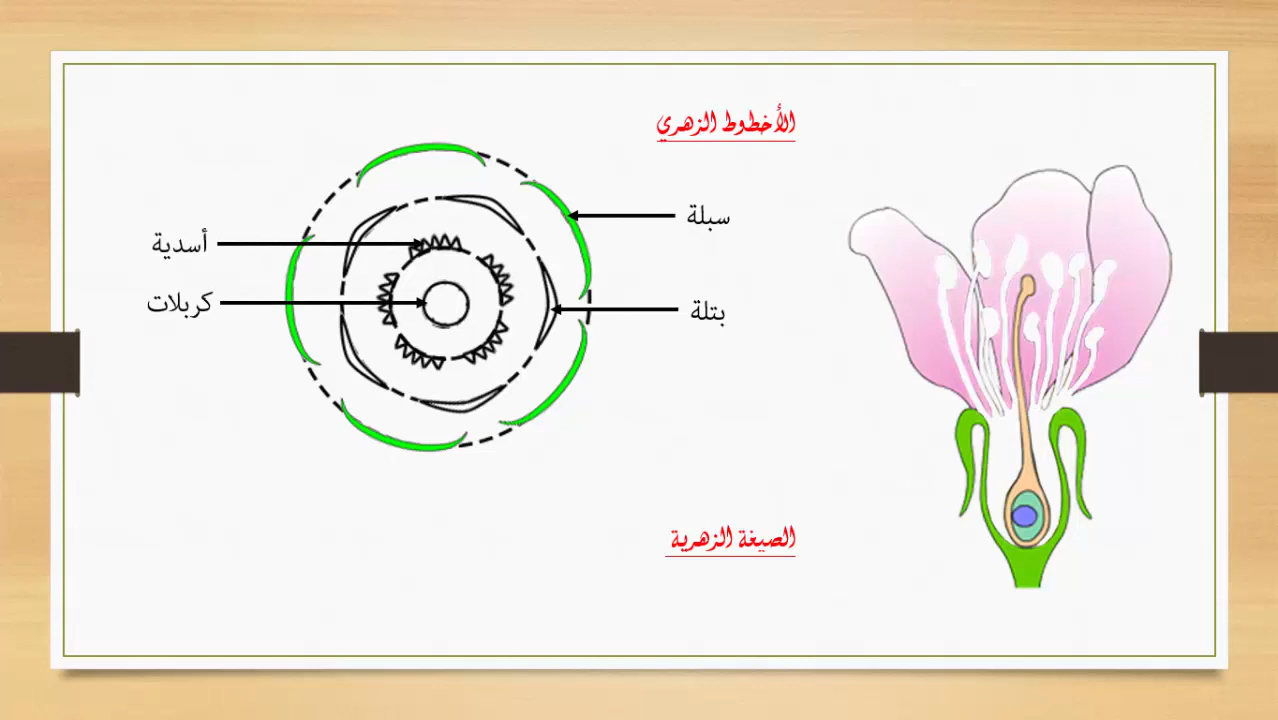 الأخطوط الزهري
سبلة
أسدية
كربلات
بتلة
الصيغة الزهرية